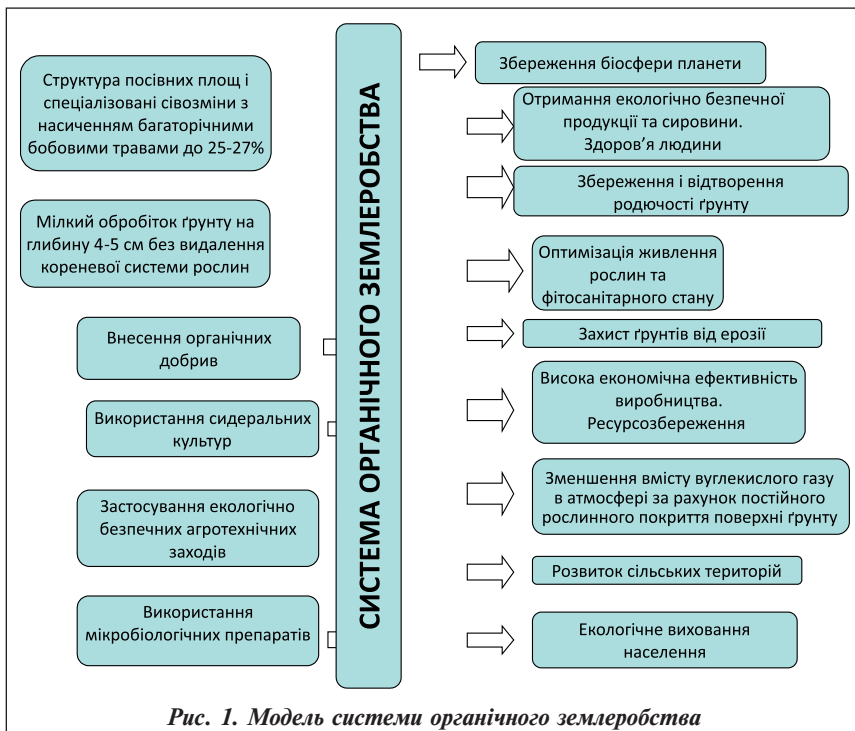 Структура посівних площ і
спеціалізовані сівозміни з
насиченням багаторічними
бобовими травами до 25-27%
Мілкий обробіток ґрунту на
глибину 4-5 см без видалення
кореневої системи рослин
Внесення органічних
добрив
Використання сидеральних
культур
Застосування екологічно
безпечних агротехнічних
заходів
Використання
мікробіологічних препаратів
СИСТЕМА ОРГАНІЧНОГО ЗЕМЛЕРОБСТВА
Збереження біосфери планети
Отримання екологічно безпечної
продукції та сировини.
Здоров’я людини
Збереження і відтворення
родючості ґрунту
Оптимізація живлення
рослин та
фітосанітарного стану
Захист ґрунтів від ерозії
Висока економічна ефективність
виробництва.
Ресурсозбереження
Зменшення вмісту вуглекислого газу
в атмосфері за рахунок постійного
рослинного покриття поверхні ґрунту
Розвиток сільських територій
Екологічне виховання
населення
Рис. 1. Модель системи органічного землеробства